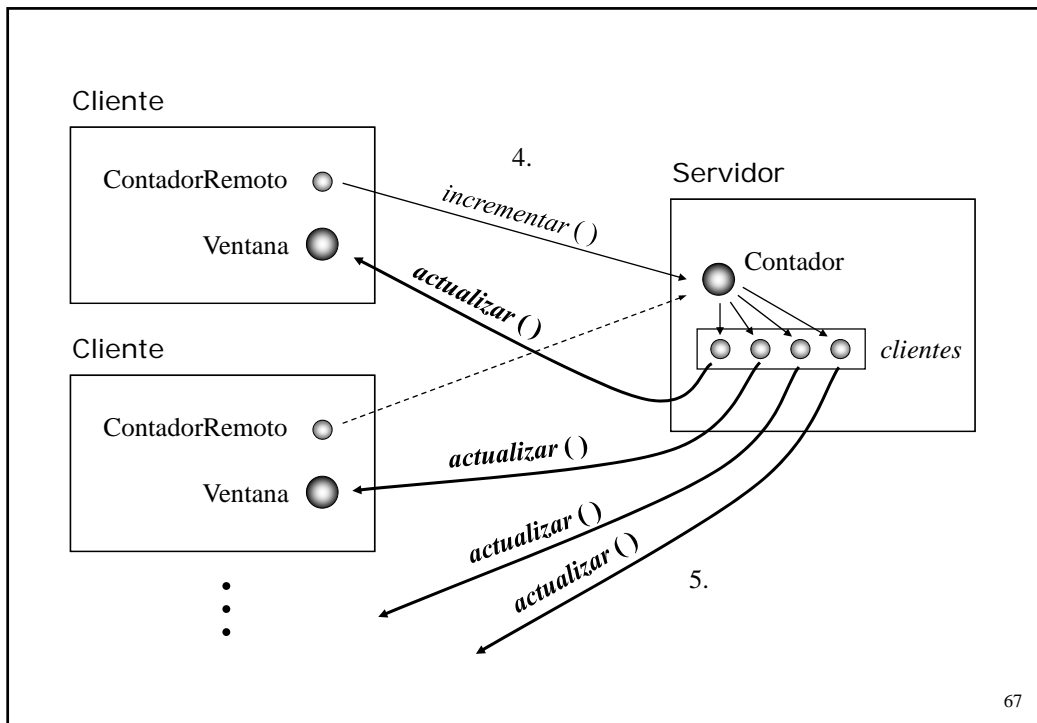 Cliente
ContadorRemoto
Ventana
4.
incrementar ( )
actualizar ( )
Servidor
Contador
clientes
Cliente
ContadorRemoto
Ventana
actualizar ( )
actualizar ( )
actualizar ( )
5.
67